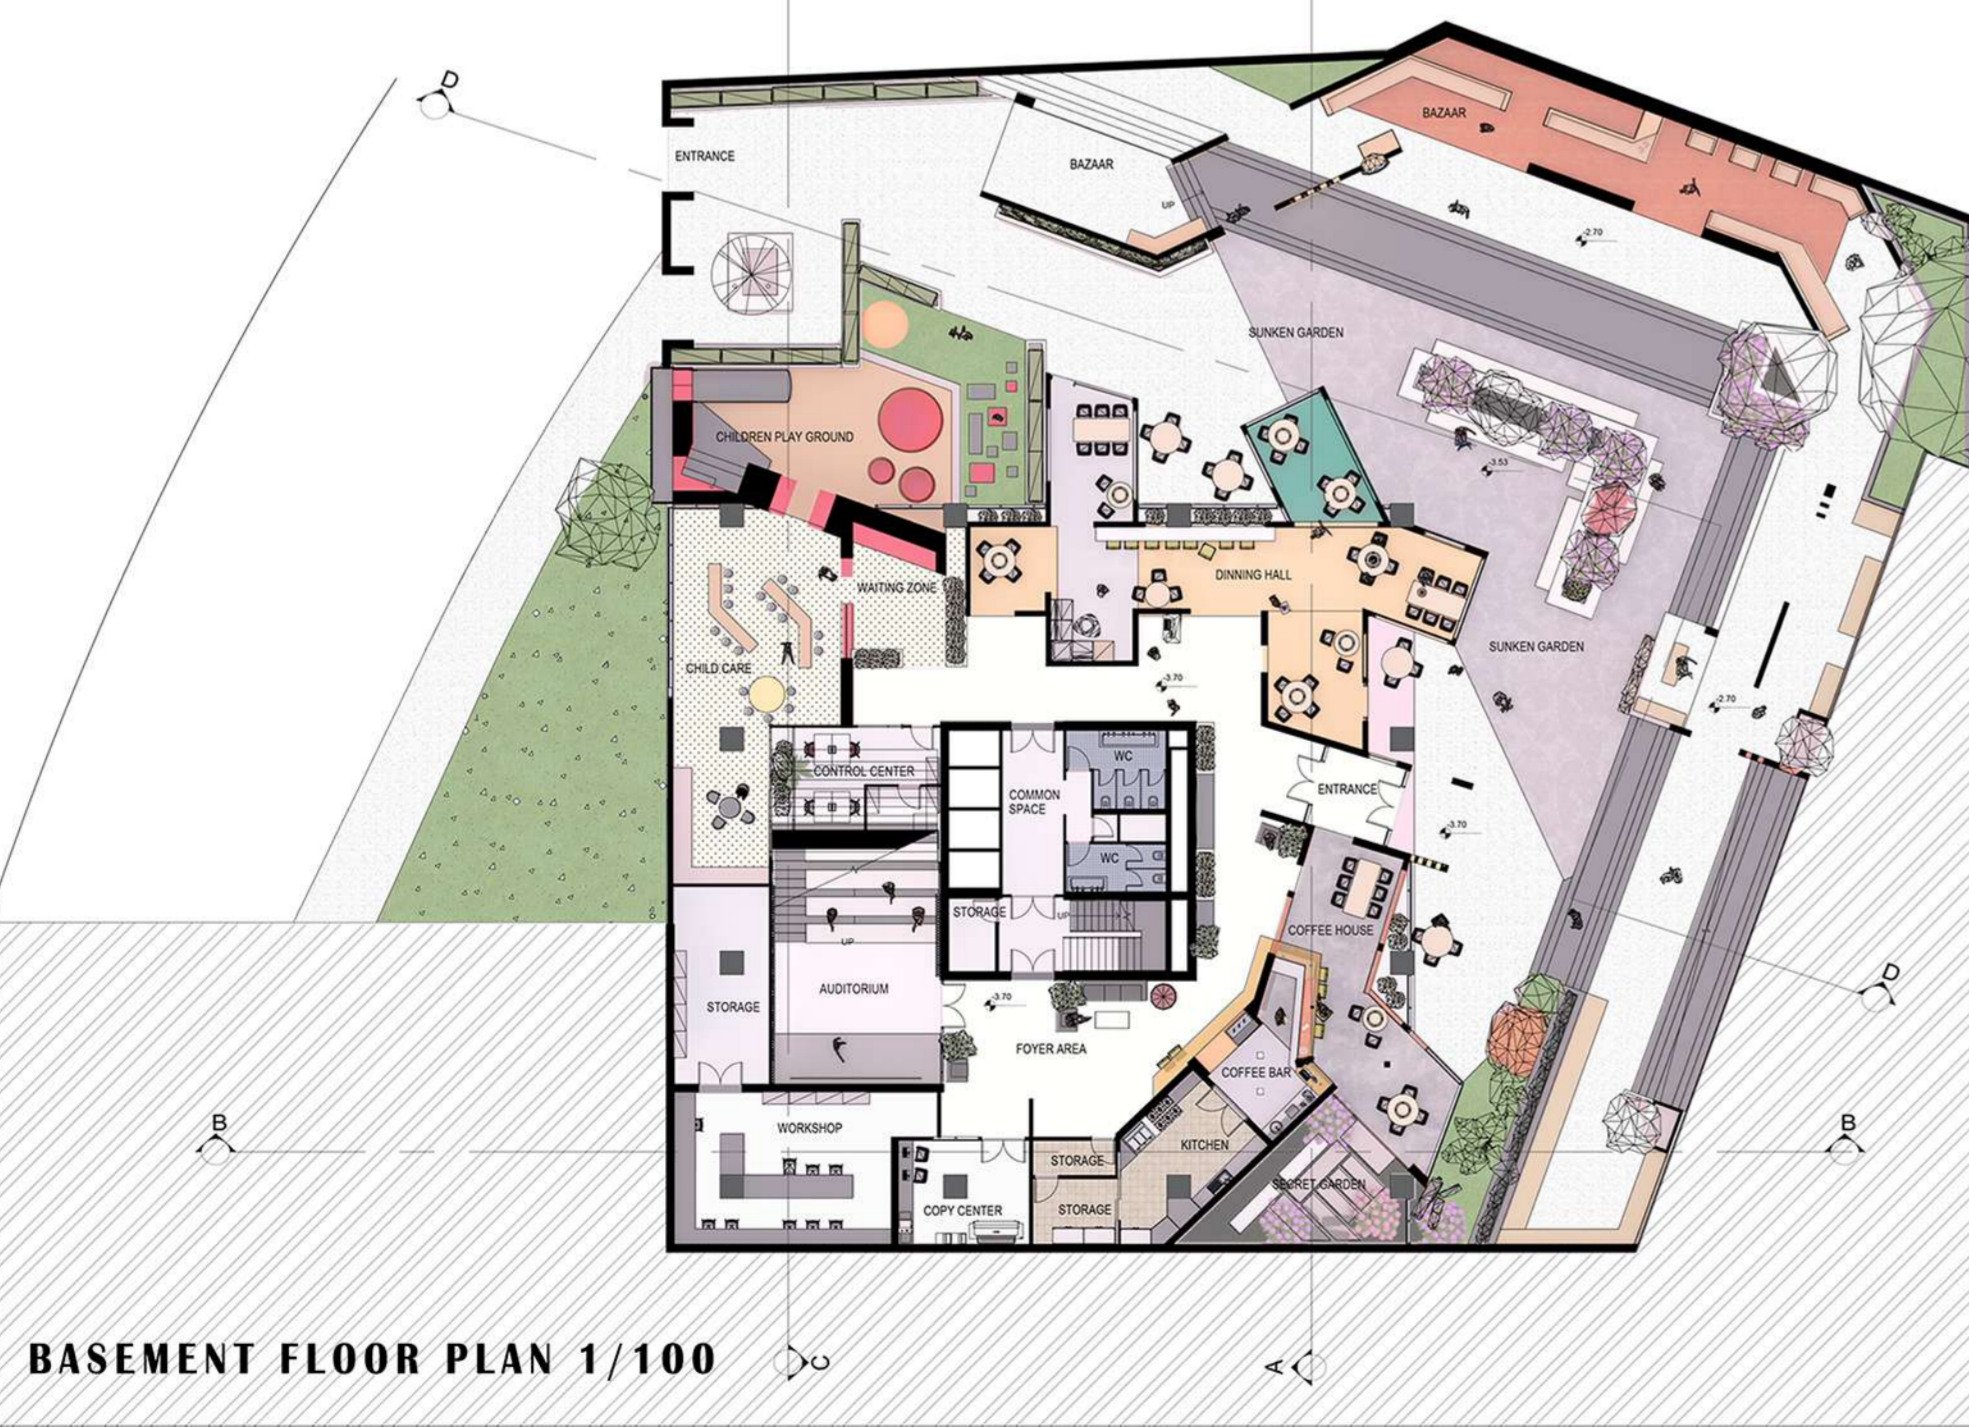 D
ENTRANCE
BAZAAR
BAZAAR
UP
-2.70
SUNKEN GARDEN
CHILDREN PLAY GROUND
-3.53
DINNING HALL
WAITING ZONE
SUNKEN GARDEN
CHILD CARE
-3.70
-2.70
WC
CONTROL CENTER
COMMON
SPACE
ENTRANCE
-3.70
WC
STORAGE
UP
COFFEE HOUSE
UP
AUDITORIUM
STORAGE
-3.70
D
FOYER AREA
COFFEE BAR
B
WORKSHOP
KITCHEN
B
STORAGE
SECRET GARDEN
COPY CENTER
STORAGE
BASEMENT FLOOR PLAN 1/100
C
A